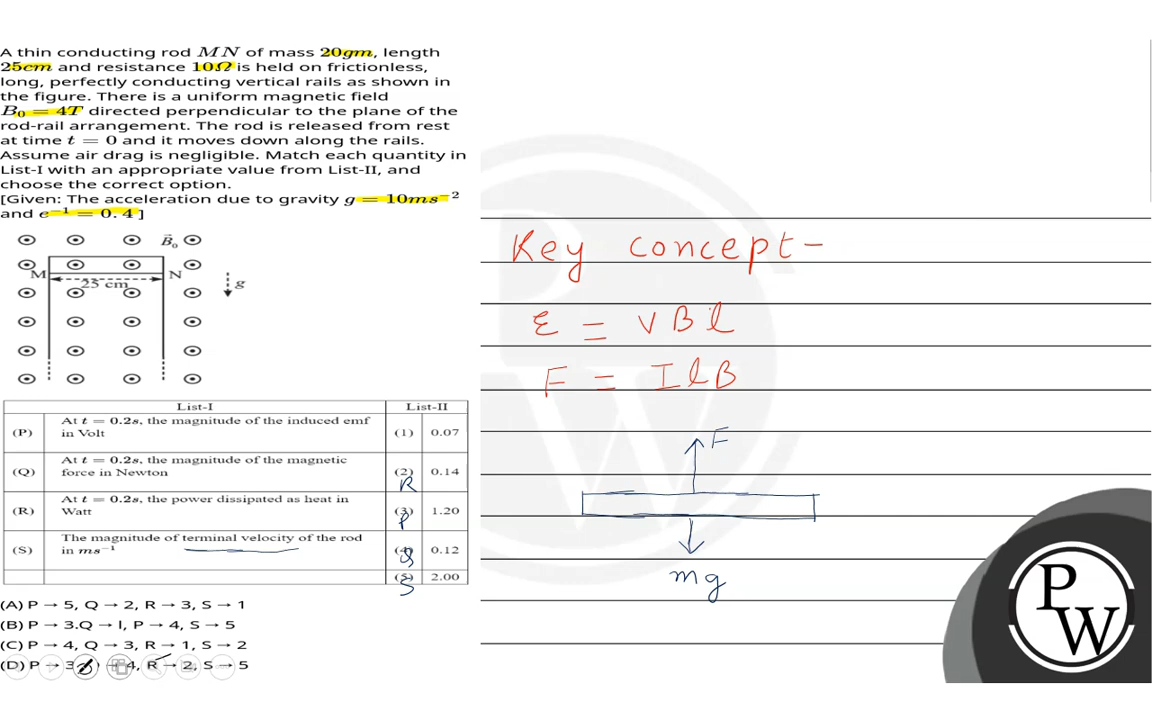 A thin conducting rod MN of mass 20gm, length
25cm and resistance 10Ω is held on frictionless,
long, perfectly conducting vertical rails as shown in
the figure. There is a uniform magnetic field
B₀ = 4T directed perpendicular to the plane of the
rod-rail arrangement. The rod is released from rest
at time t = 0 and it moves down along the rails.
Assume air drag is negligible. Match each quantity in
List-I with an appropriate value from List-II, and
choose the correct option.
[Given: The acceleration due to gravity g = 10ms⁻²
and e⁻¹ = 0.4]
B⃗₀
M N
25 cm
g
List-I List-II
(P) At t = 0.2s, the magnitude of the induced emf in Volt (1) 0.07
(Q) At t = 0.2s, the magnitude of the magnetic force in Newton (2) 0.14
R
(R) At t = 0.2s, the power dissipated as heat in Watt (3) 1.20
P
(S) The magnitude of terminal velocity of the rod in ms⁻¹ (4) 0.12
Q
(5) 2.00
S
(A) P → 5, Q → 2, R → 3, S → 1
(B) P → 3.Q → l, P → 4, S → 5
(C) P → 4, Q → 3, R → 1, S → 2
(D) P → 3 4, R → 2, S → 5
Key concept-
ε = VBl
F = IlB
F
mg
P
W